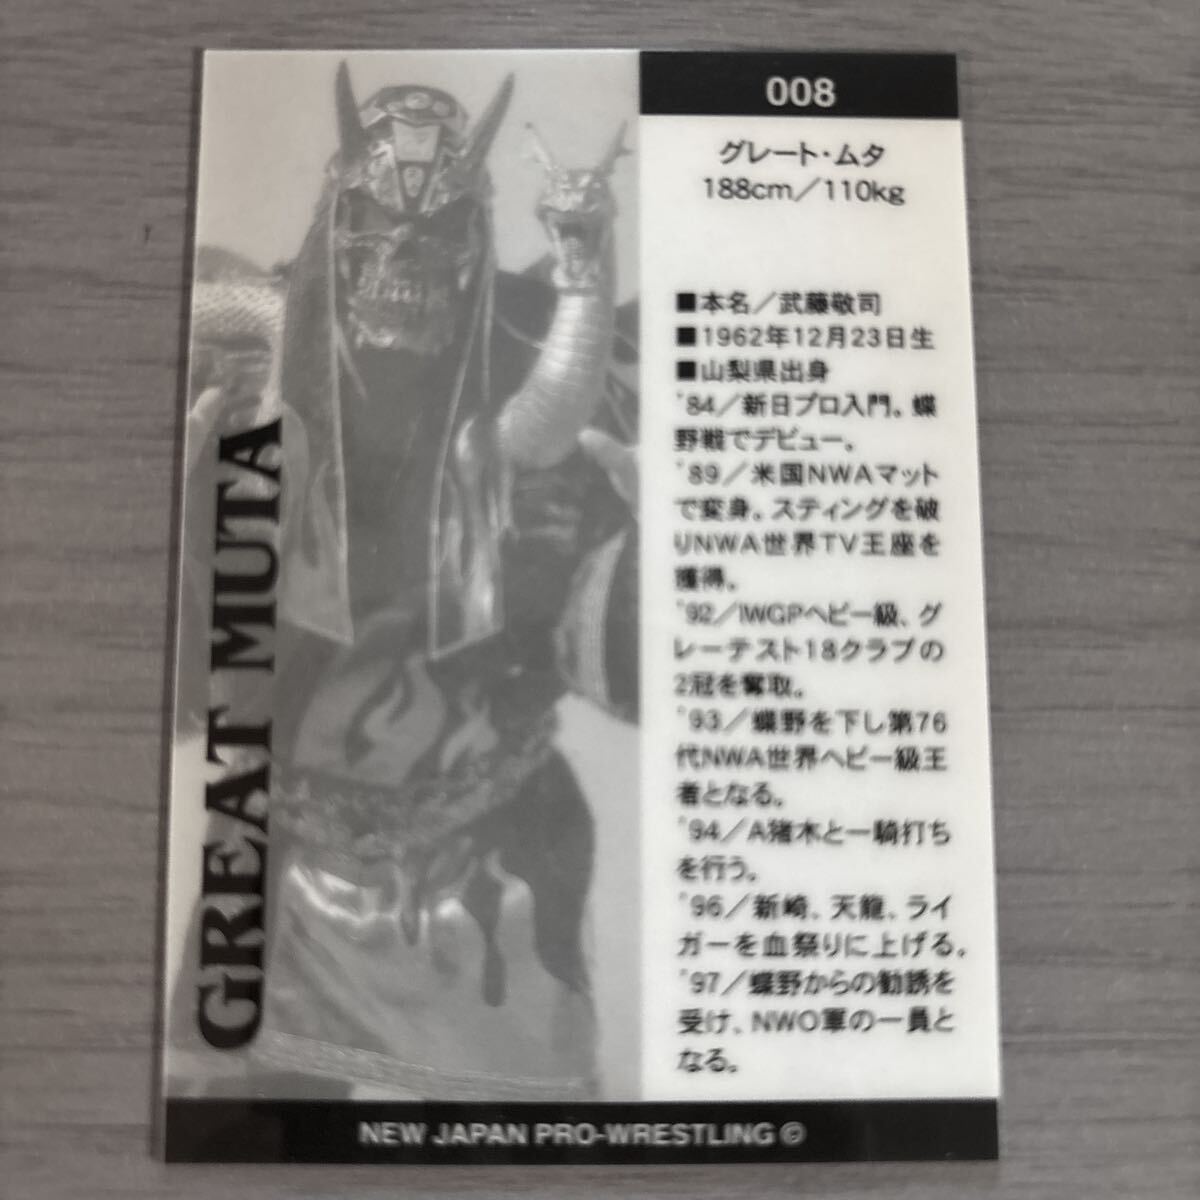 008
グレート・ムタ
188cm／110kg
■本名／武藤敬司
■1962年12月23日生
■山梨県出身
'84／新日プロ入門。蝶
野戦でデビュー。
'89／米国NWAマット
で変身。スティングを破
りNWA世界TV王座を
獲得。
'92／IWGPヘビー級、グ
レーテスト18クラブの
2冠を奪取。
'93／蝶野を下し第76
代NWA世界ヘビー級王
者となる。
'94／A猪木と一騎打ち
を行う。
'96／新崎、天龍、ライ
ガーを血祭りに上げる。
'97／蝶野からの勧誘を
受け、NWO軍の一員と
なる。
GREAT MUTA
NEW JAPAN PRO-WRESTLING ©